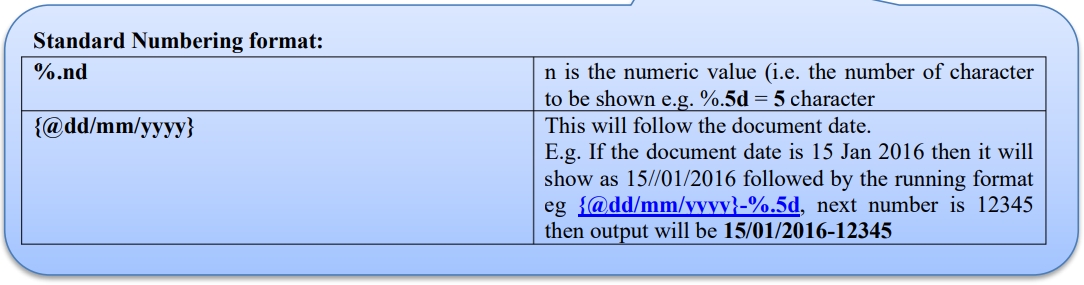 Standard Numbering format:
%.nd
n is the numeric value (i.e. the number of character
to be shown e.g. %.5d = 5 character
{@dd/mm/yyyy}
This will follow the document date.
E.g. If the document date is 15 Jan 2016 then it will
show as 15//01/2016 followed by the running format
eg {@dd/mm/yyyy}-%.5d, next number is 12345
then output will be 15/01/2016-12345